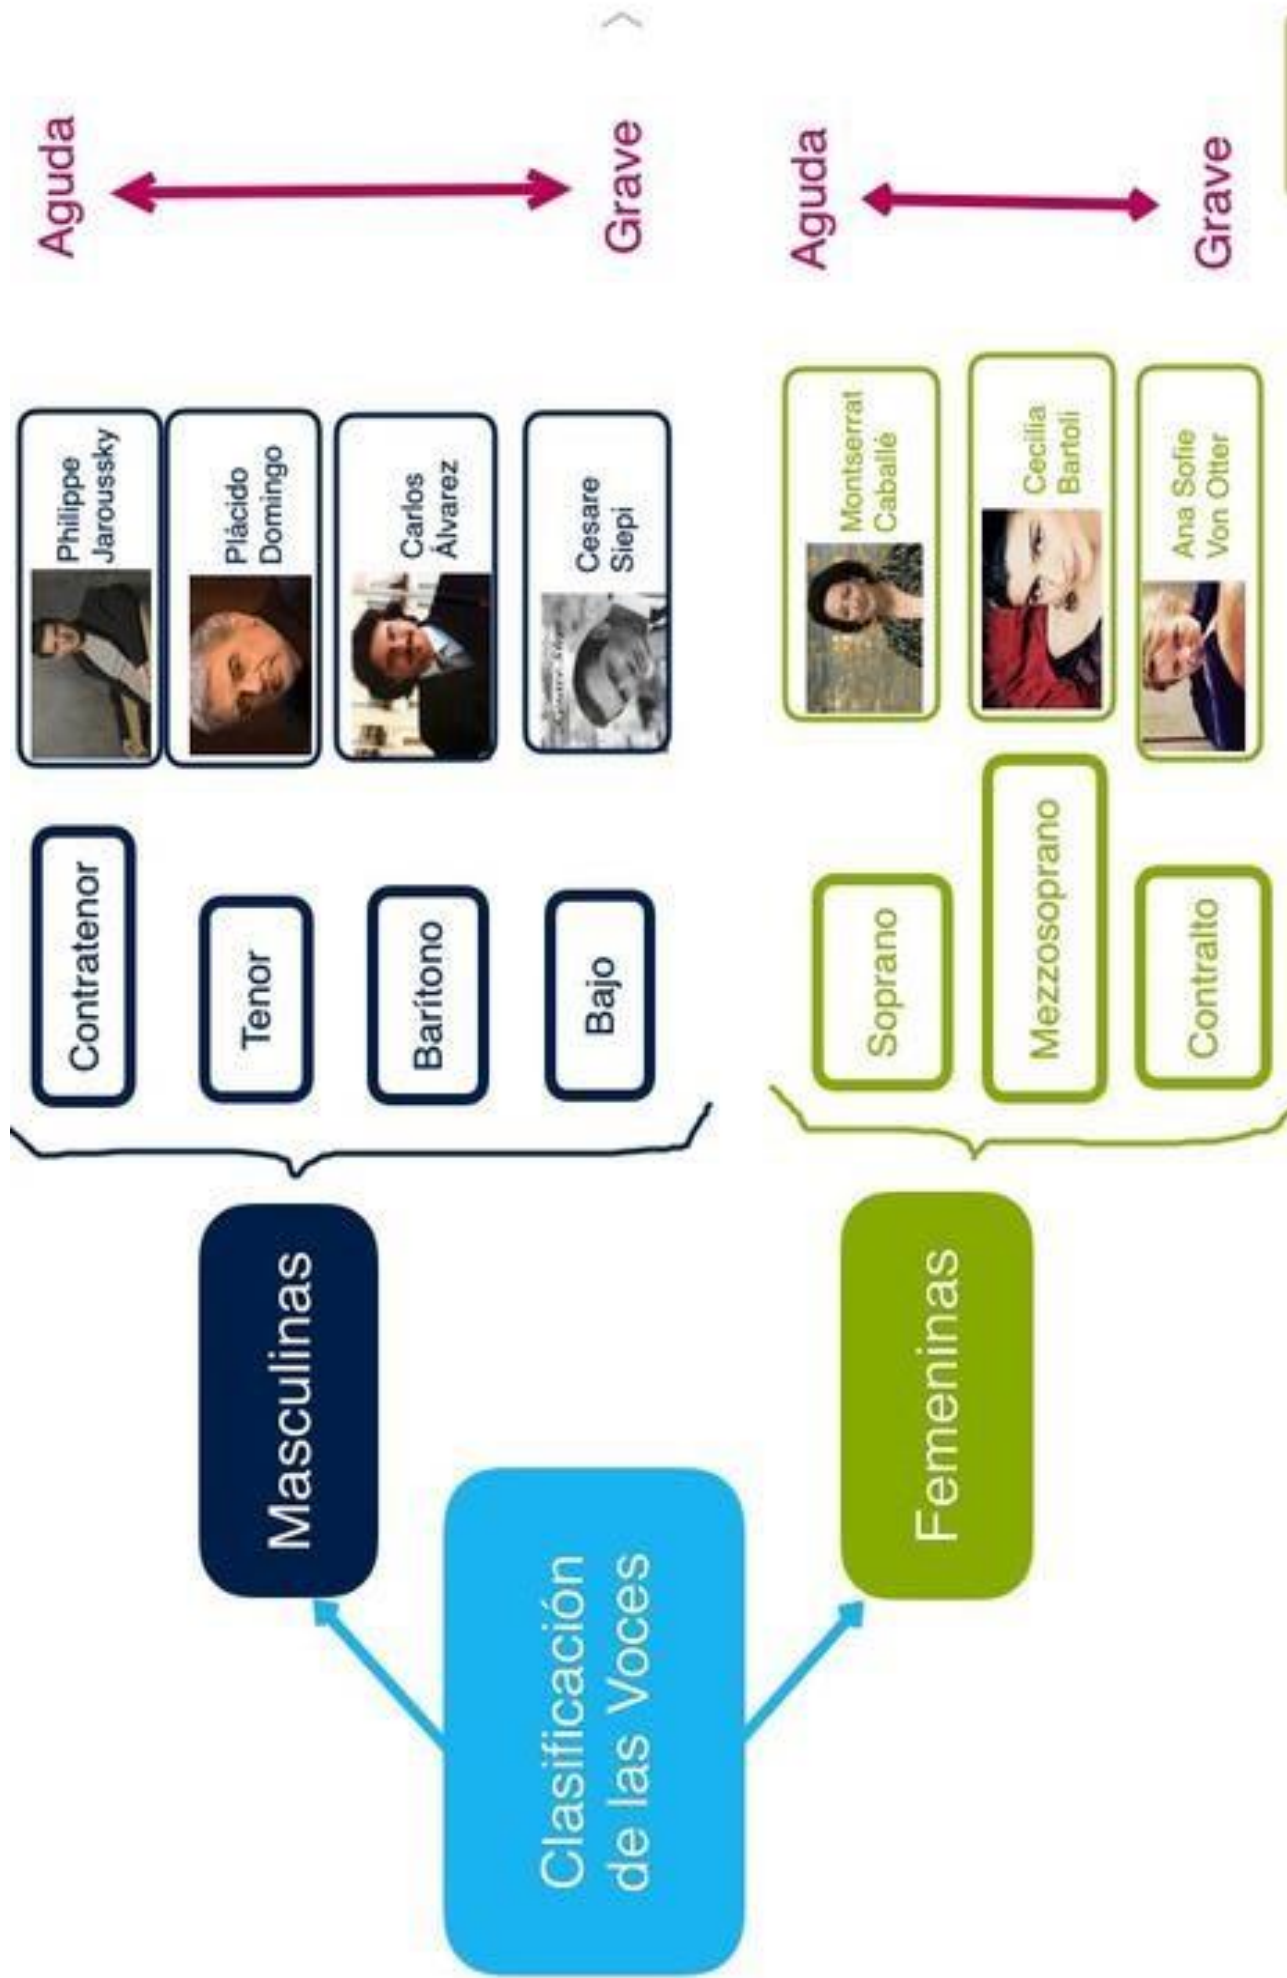 Clasificación
de las Voces
Masculinas
Contratenor
Philippe
Jaroussky
Tenor
Plácido
Domingo
Barítono
Carlos
Álvarez
Bajo
Cesare
Siepi
Aguda
Grave
Femeninas
Soprano
Montserrat
Caballé
Mezzosoprano
Cecilia
Bartoli
Contralto
Ana Sofie
Von Otter
Aguda
Grave